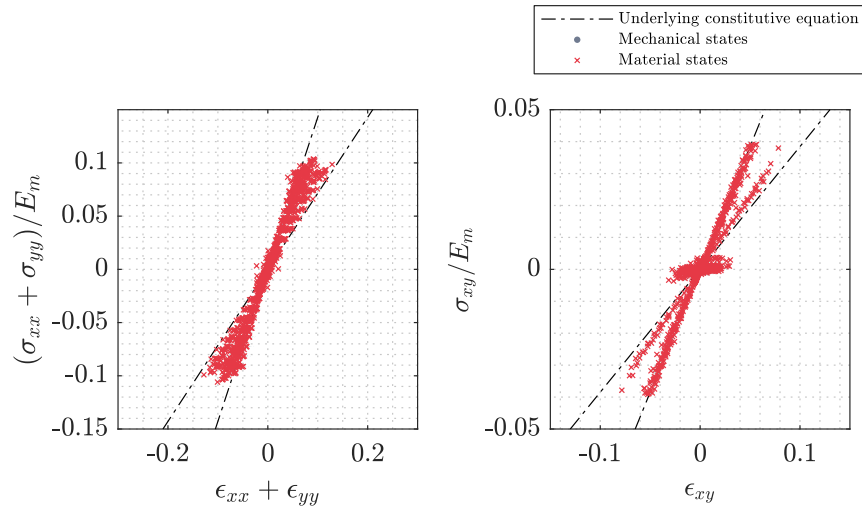 Underlying constitutive equation
Mechanical states
Material states
(σxx + σyy)/Em
0.1
0.05
0
-0.05
-0.1
-0.15
-0.2
0
0.2
ϵxx + ϵyy
σxy/Em
0.05
0
-0.05
-0.1
0
0.1
ϵxy